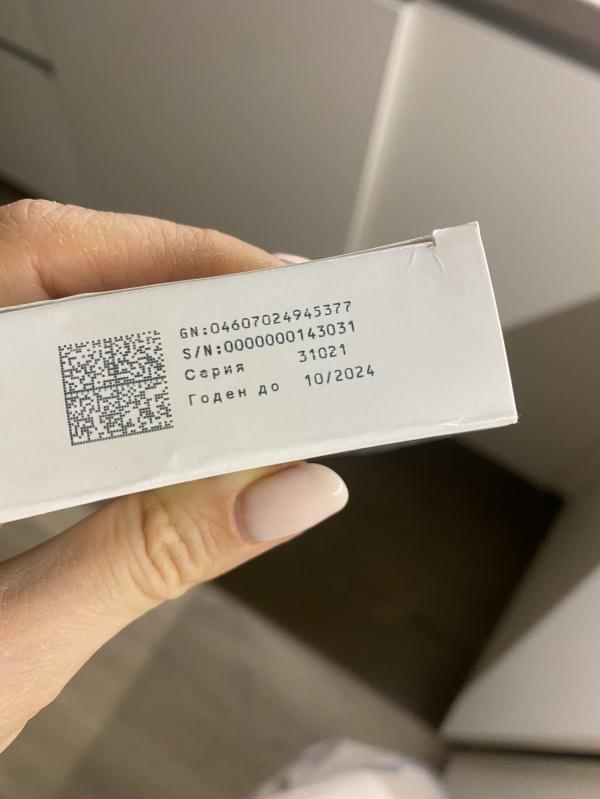 GN:04607024945377
S/N:0000000143031
Серия 31021
Годен до 10/2024